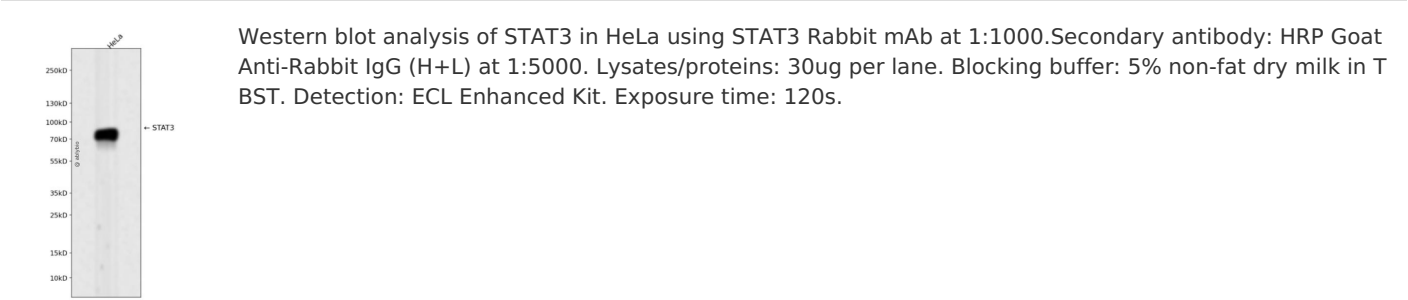 HeLa
250kD
130kD
100kD
← STAT3
70kD
55kD
35kD
25kD
15kD
10kD
Western blot analysis of STAT3 in HeLa using STAT3 Rabbit mAb at 1:1000.Secondary antibody: HRP Goat
Anti-Rabbit IgG (H+L) at 1:5000. Lysates/proteins: 30ug per lane. Blocking buffer: 5% non-fat dry milk in T
BST. Detection: ECL Enhanced Kit. Exposure time: 120s.